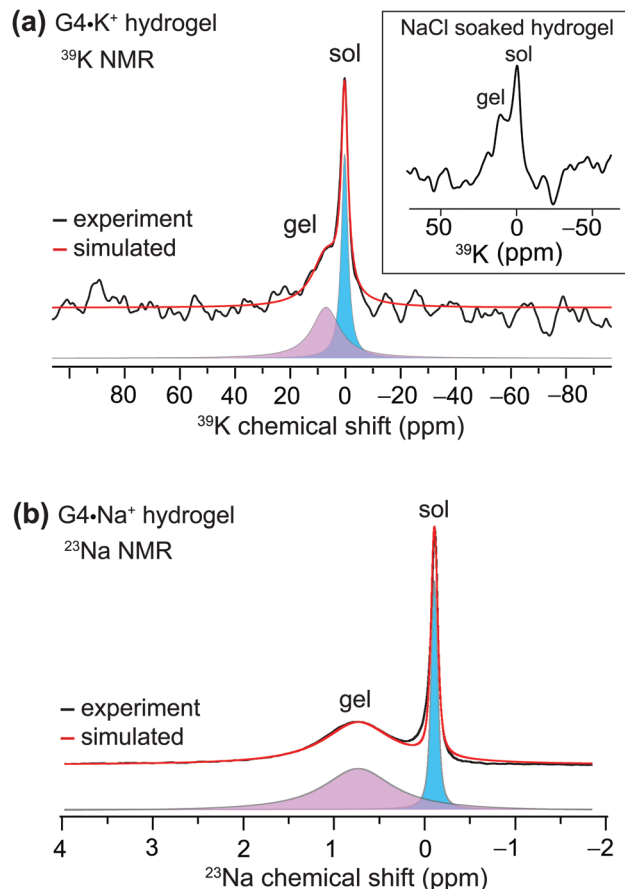 (a) G4•K⁺ hydrogel
³⁹K NMR
sol
gel
– experiment
– simulated
NaCl soaked hydrogel
sol
gel
50 0 –50
³⁹K (ppm)
80 60 40 20 0 –20 –40 –60 –80
³⁹K chemical shift (ppm)
(b) G4•Na⁺ hydrogel
²³Na NMR
sol
gel
– experiment
– simulated
4 3 2 1 0 –1 –2
²³Na chemical shift (ppm)